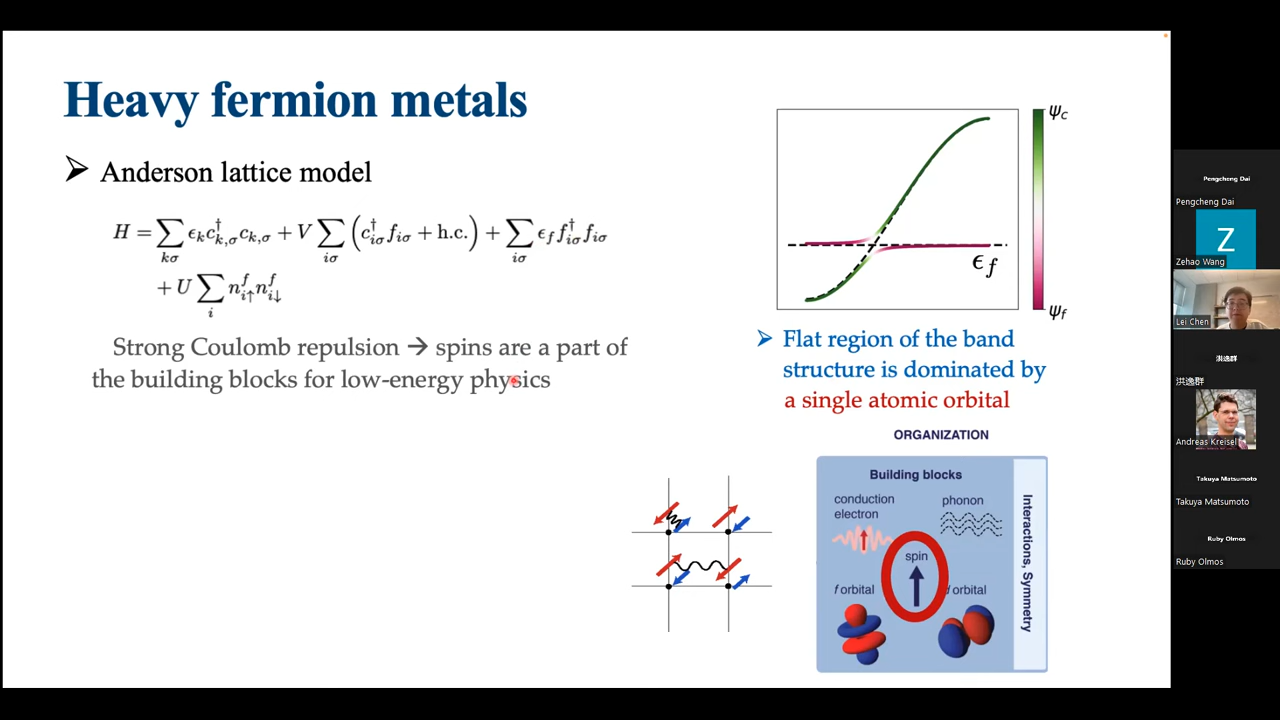 Heavy fermion metals
➢ Anderson lattice model
H = ∑_{kσ} ϵ_k c†_{k,σ} c_{k,σ} + V ∑_{iσ} (c†_{iσ} f_{iσ} + h.c.) + ∑_{iσ} ϵ_f f†_{iσ} f_{iσ}
+ U ∑_i n^f_{i↑} n^f_{i↓}
Strong Coulomb repulsion → spins are a part of
the building blocks for low-energy physics
ψ_c
ϵ_f
ψ_f
➢ Flat region of the band
structure is dominated by
a single atomic orbital
ORGANIZATION
Building blocks
conduction
electron
phonon
spin
f orbital
orbital
Interactions, Symmetry
Pengcheng Dai
Pengcheng Dai
Z
Zehao Wang
Lei Chen
洪逸群
洪逸群
Andreas Kreisel
Takuya Matsumoto
Takuya Matsumoto
Ruby Olmos
Ruby Olmos